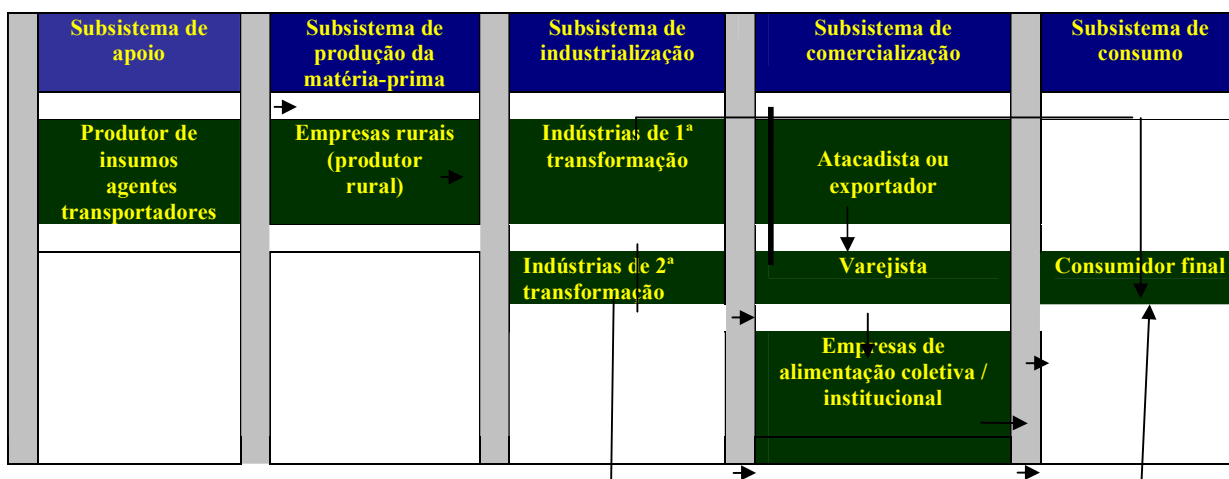 Subsistema de
apoio
Subsistema de
produção da
matéria-prima
Subsistema de
industrialização
Subsistema de
comercialização
Subsistema de
consumo
Produtor de
insumos
agentes
transportadores
Empresas rurais
(produtor
rural)
Indústrias de 1ª
transformação
Atacadista ou
exportador
Indústrias de 2ª
transformação
Varejista
Consumidor final
Empresas de
alimentação coletiva /
institucional